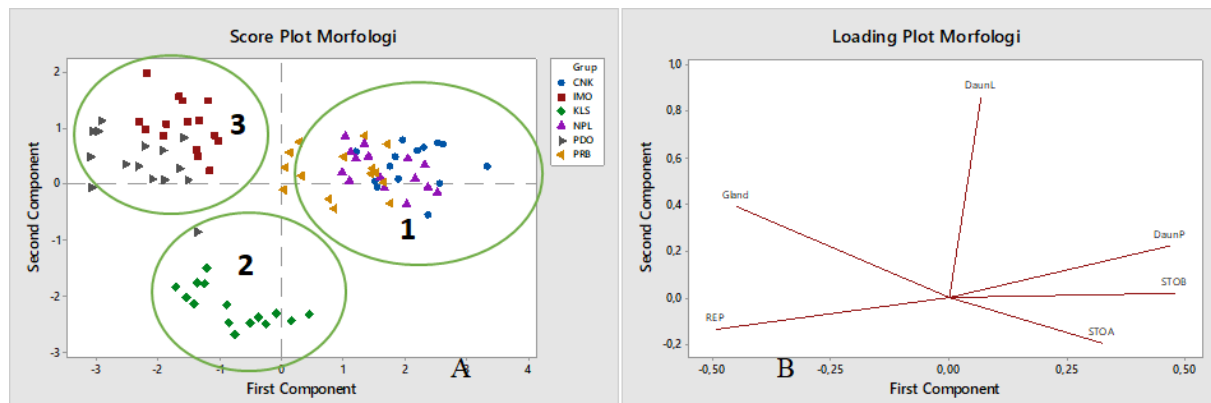 Score Plot Morfologi
Second Component
2
1
0
-1
-2
-3
3
2
1
Grup
CNK
IMO
KLS
NPL
PDO
PRB
-3
-2
-1
0
1
2
3
4
A
First Component
Loading Plot Morfologi
Second Component
1,0
0,8
0,6
0,4
0,2
0,0
-0,2
DaunL
Gland
DaunP
STOB
REP
STOA
-0,50
-0,25
0,00
0,25
0,50
B
First Component